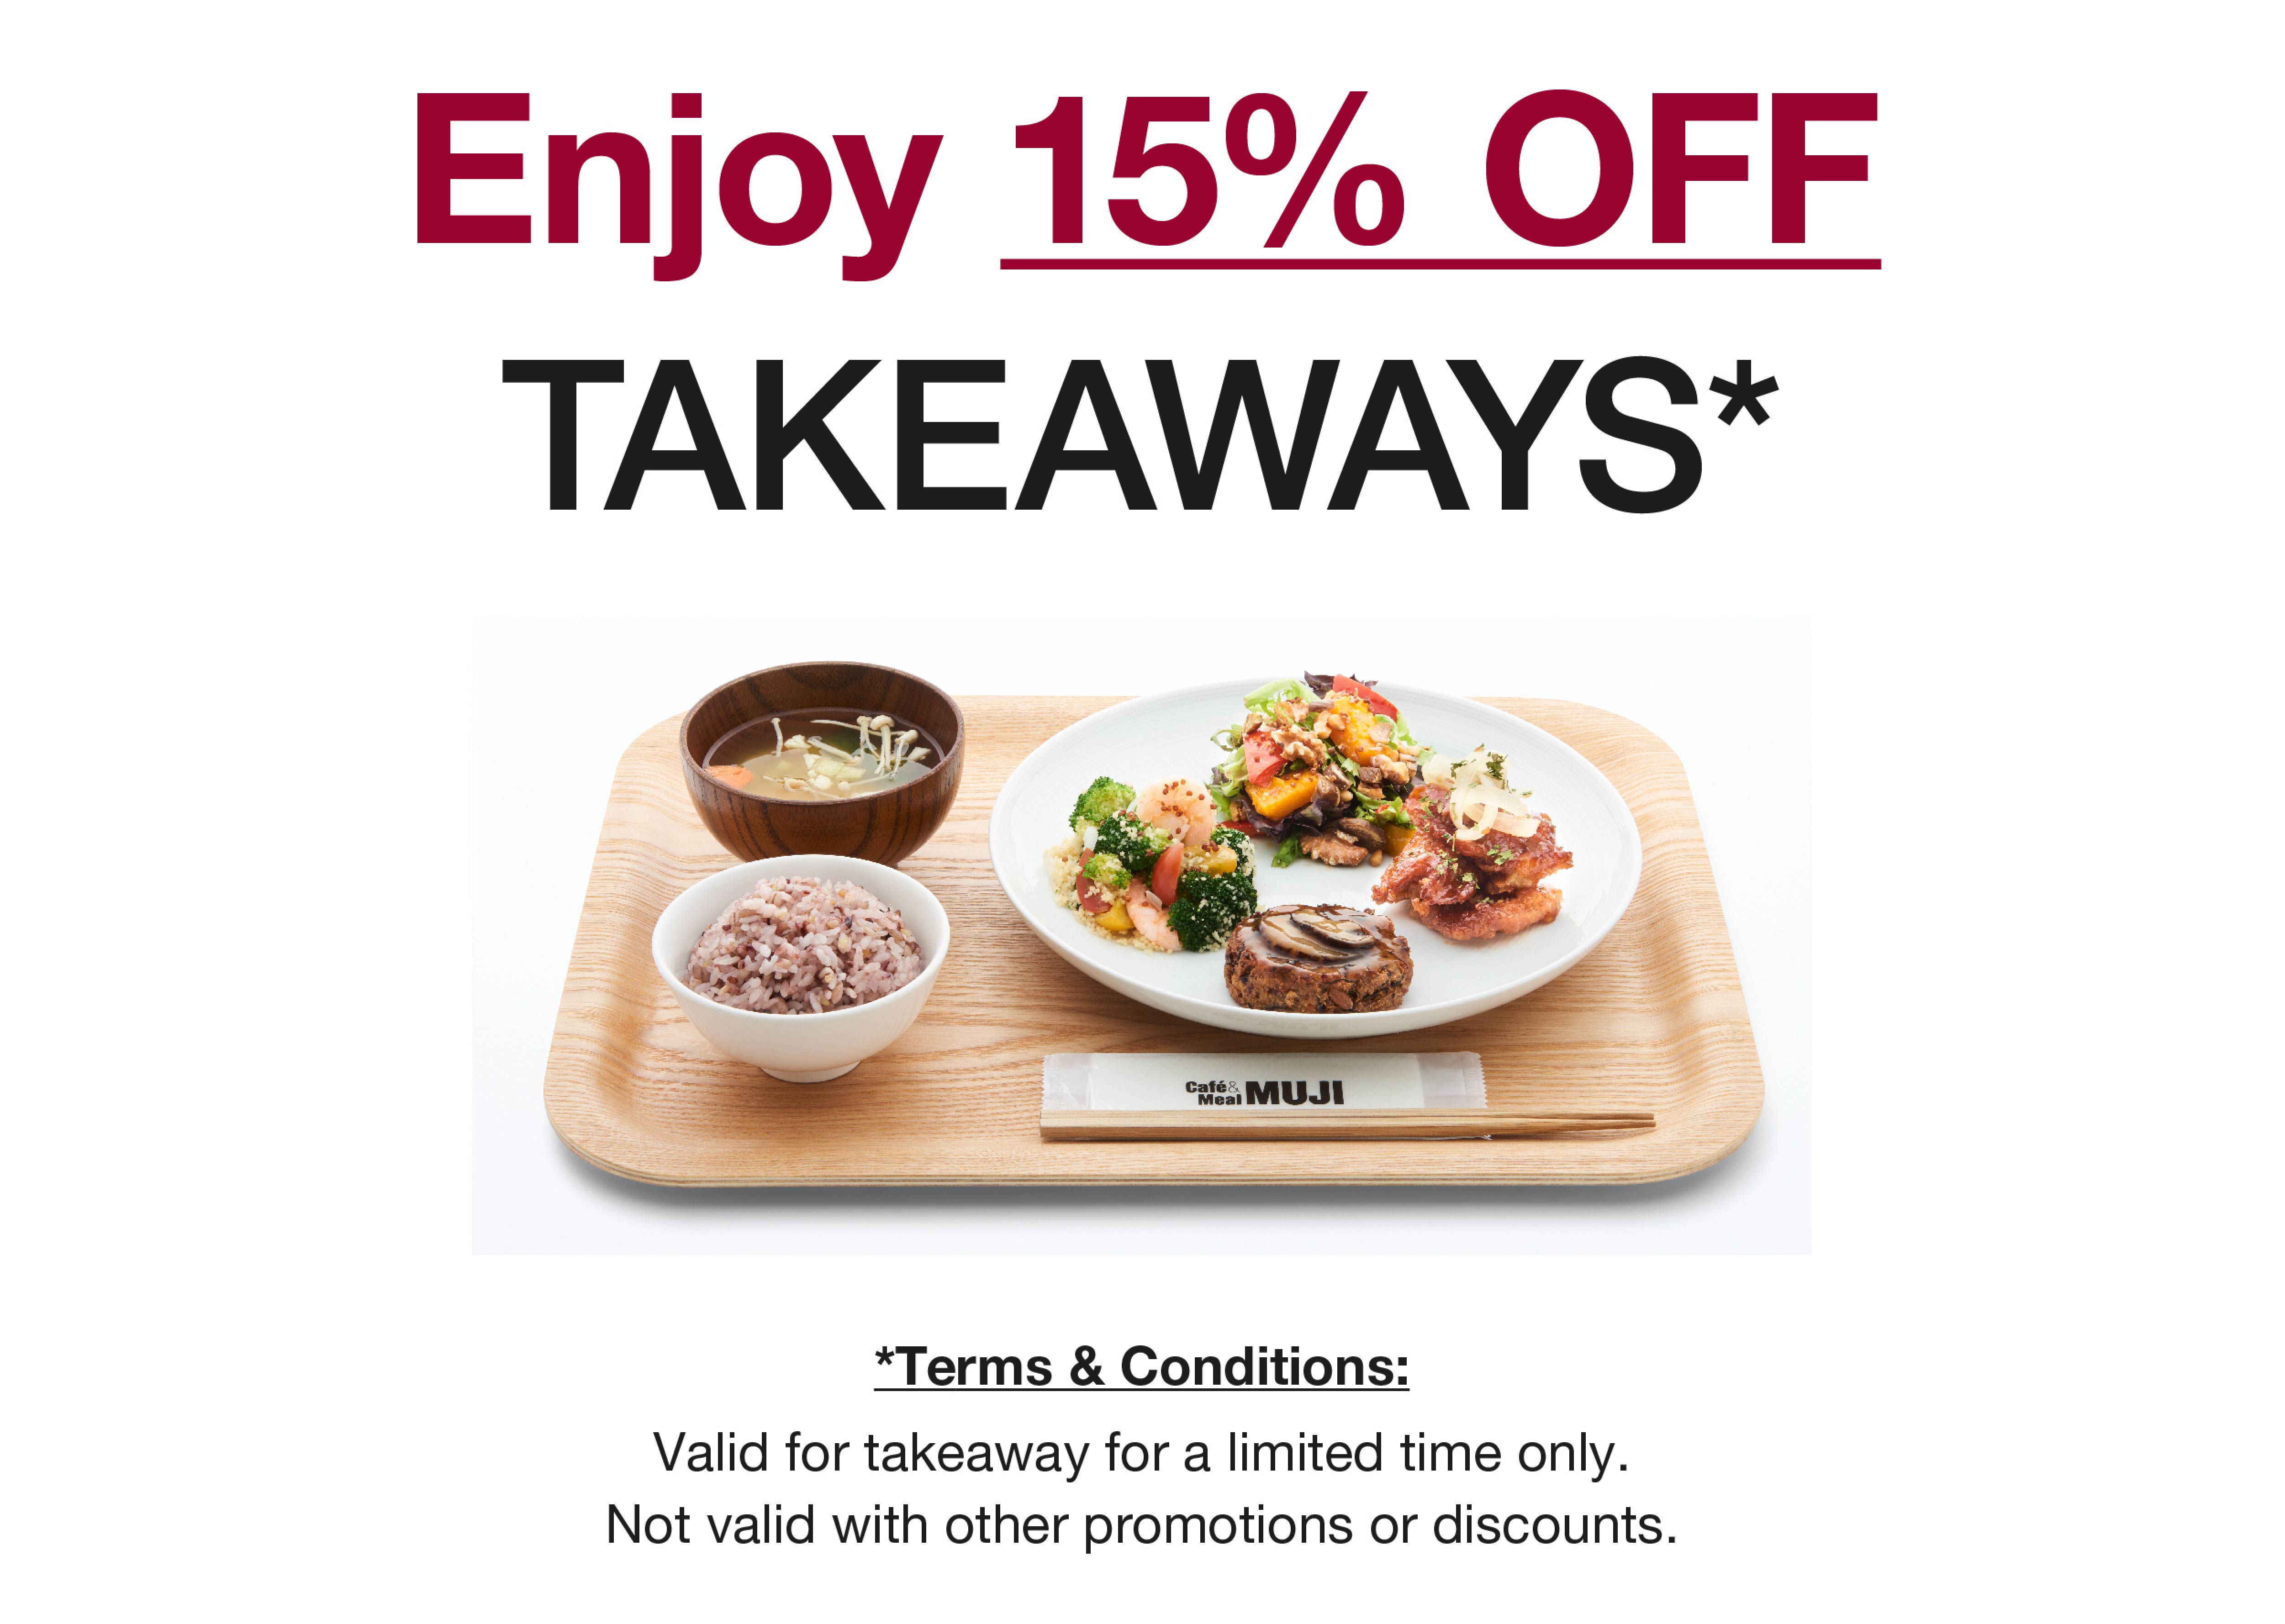 Enjoy 15% OFF
TAKEAWAYS*
Café&
Meal MUJI
*Terms & Conditions:
Valid for takeaway for a limited time only.
Not valid with other promotions or discounts.